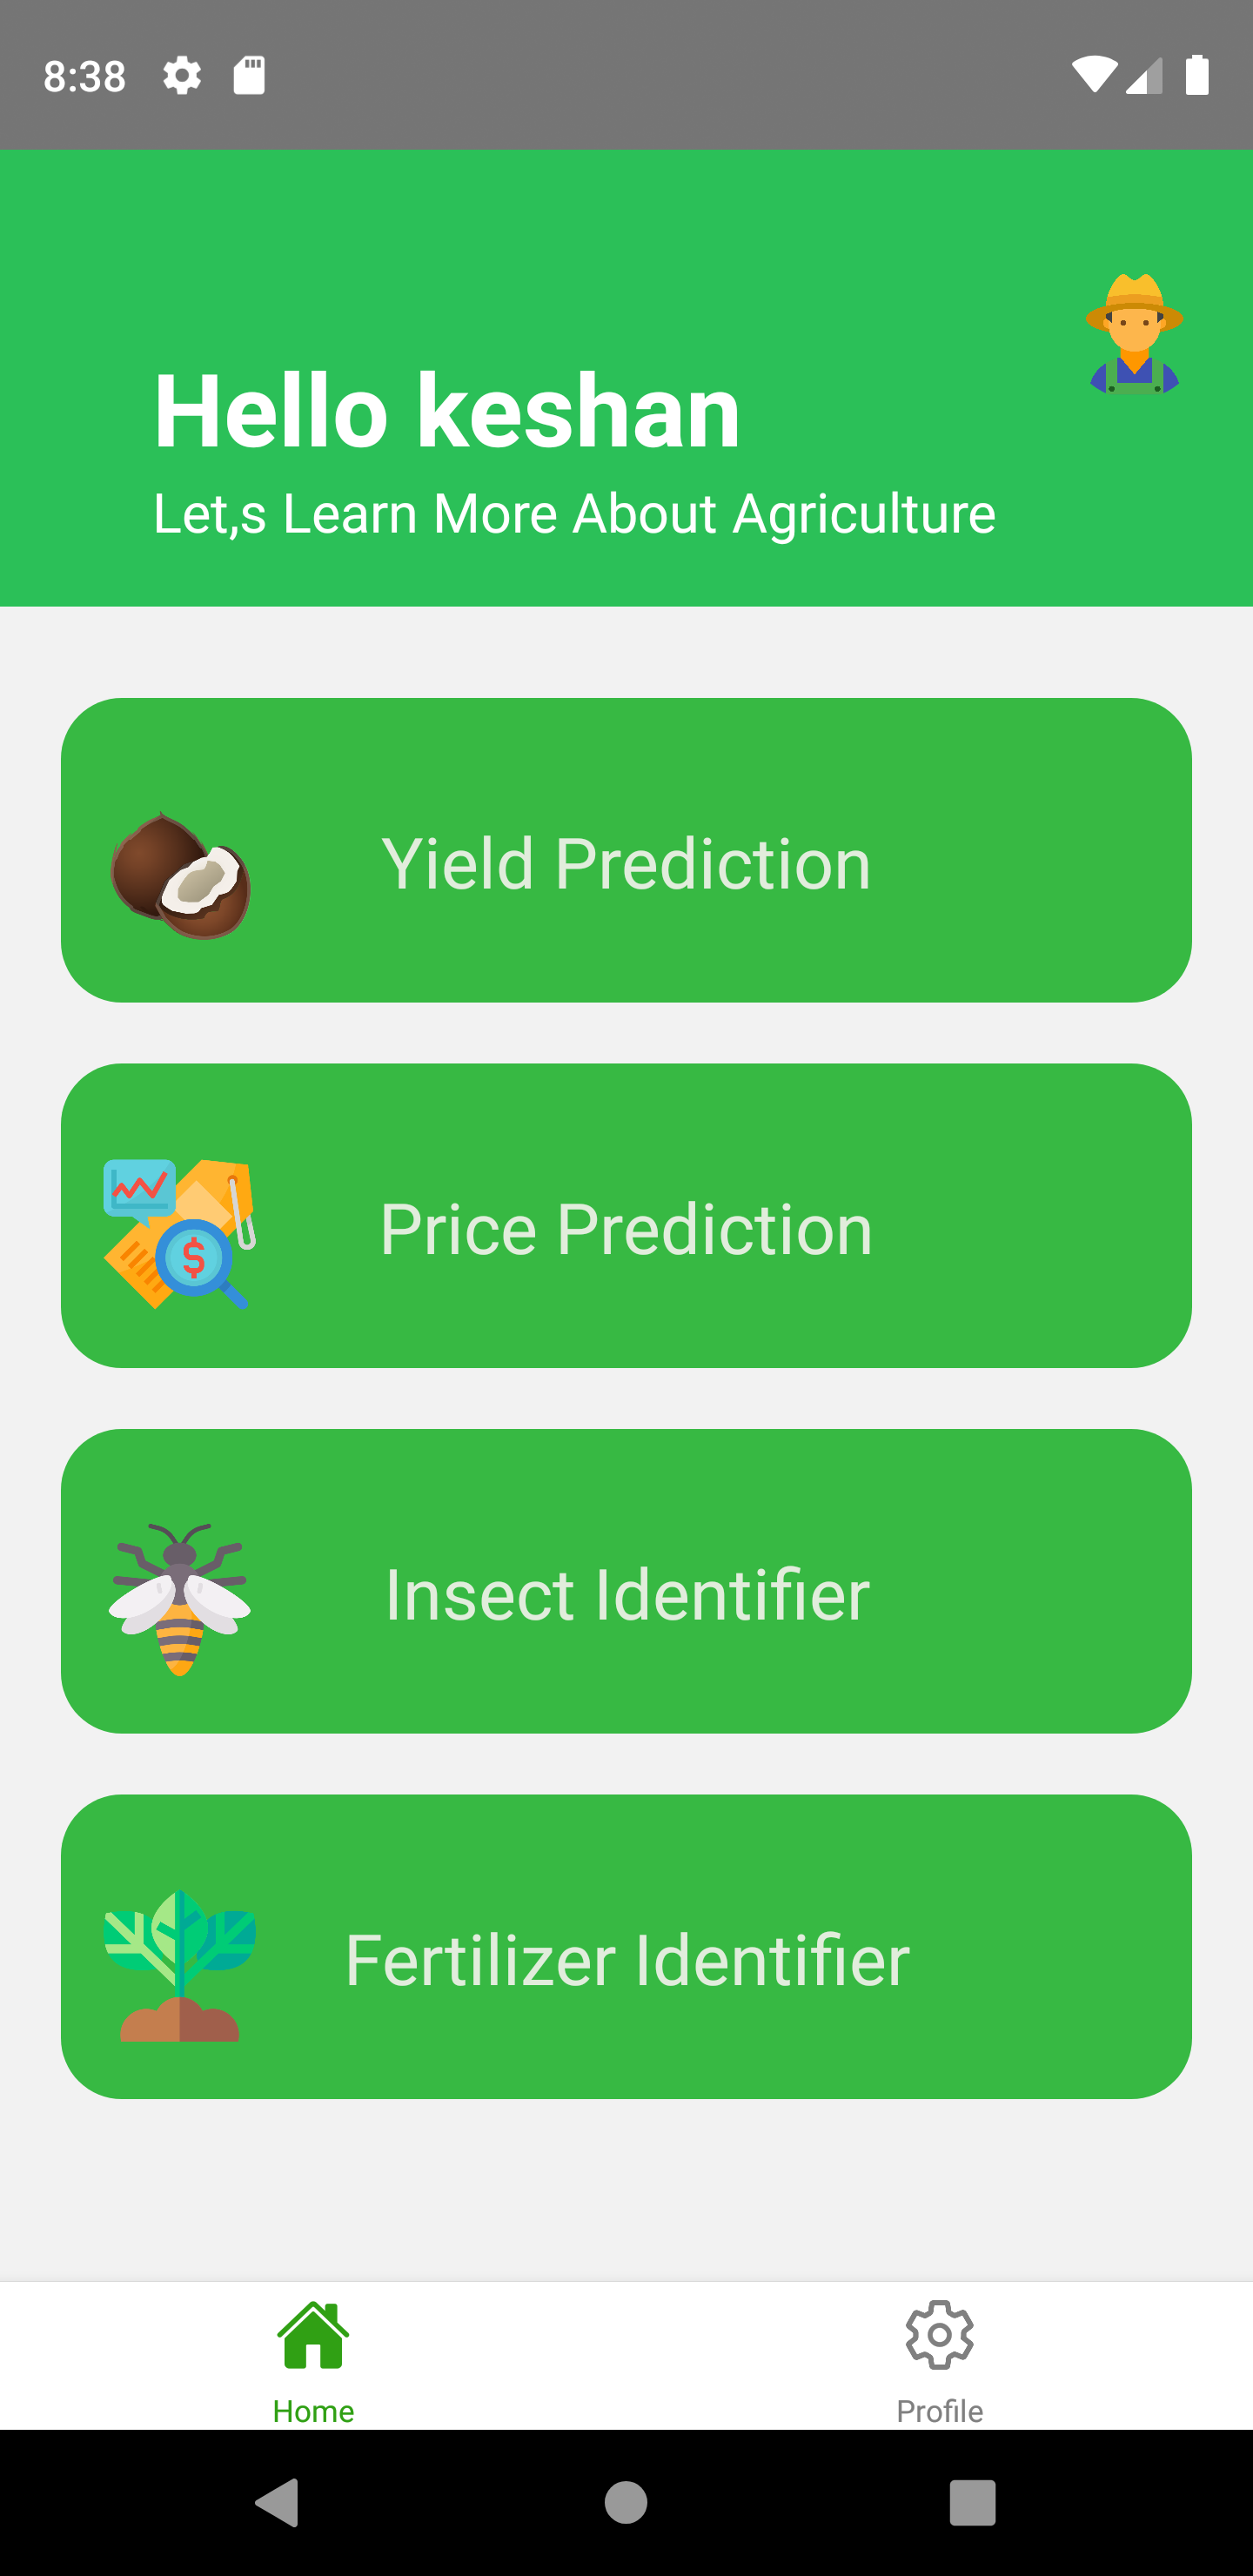 8:38
Hello keshan
Let,s Learn More About Agriculture
Yield Prediction
$
Price Prediction
Insect Identifier
Fertilizer Identifier
Home
Profile